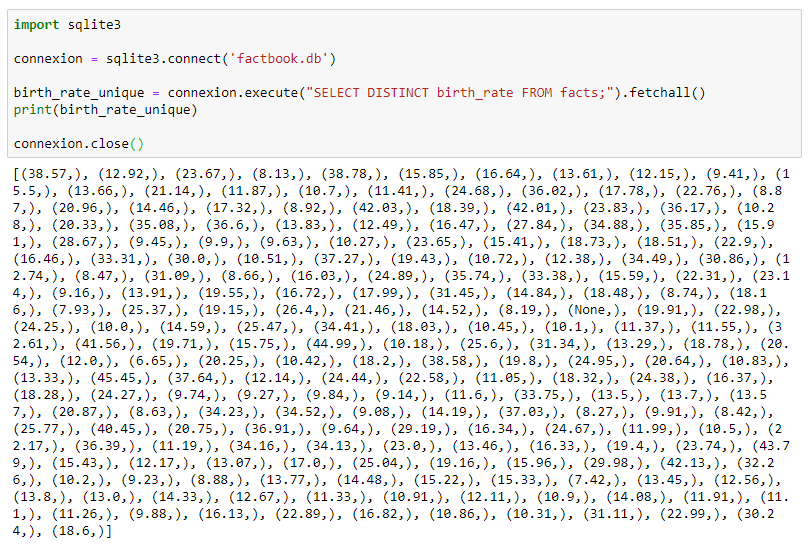 import sqlite3
connexion = sqlite3.connect('factbook.db')
birth_rate_unique = connexion.execute("SELECT DISTINCT birth_rate FROM facts;").fetchall()
print(birth_rate_unique)
connexion.close()
[(38.57,), (12.92,), (23.67,), (8.13,), (38.78,), (15.85,), (16.64,), (13.61,), (12.15,), (9.41,), (1
5.5,), (13.66,), (21.14,), (11.87,), (10.7,), (11.41,), (24.68,), (36.02,), (17.78,), (22.76,), (8.8
7,), (20.96,), (14.46,), (17.32,), (8.92,), (42.03,), (18.39,), (42.01,), (23.83,), (36.17,), (10.2
8,), (20.33,), (35.08,), (36.6,), (13.83,), (12.49,), (16.47,), (27.84,), (34.88,), (35.85,), (15.9
1,), (28.67,), (9.45,), (9.9,), (9.63,), (10.27,), (23.65,), (15.41,), (18.73,), (18.51,), (22.9,),
(16.46,), (33.31,), (30.0,), (10.51,), (37.27,), (19.43,), (10.72,), (12.38,), (34.49,), (30.86,), (1
2.74,), (8.47,), (31.09,), (8.66,), (16.03,), (24.89,), (35.74,), (33.38,), (15.59,), (22.31,), (23.1
4,), (9.16,), (13.91,), (19.55,), (16.72,), (17.99,), (31.45,), (14.84,), (18.48,), (8.74,), (18.1
6,), (7.93,), (25.37,), (19.15,), (26.4,), (21.46,), (14.52,), (8.19,), (None,), (19.91,), (22.98,),
(24.25,), (10.0,), (14.59,), (25.47,), (34.41,), (18.03,), (10.45,), (10.1,), (11.37,), (11.55,), (3
2.61,), (41.56,), (19.71,), (15.75,), (44.99,), (10.18,), (25.6,), (31.34,), (13.29,), (18.78,), (20.
54,), (12.0,), (6.65,), (20.25,), (10.42,), (18.2,), (38.58,), (19.8,), (24.95,), (20.64,), (10.83,),
(13.33,), (45.45,), (37.64,), (12.14,), (24.44,), (22.58,), (11.05,), (18.32,), (24.38,), (16.37,),
(18.28,), (24.27,), (9.74,), (9.27,), (9.84,), (9.14,), (11.6,), (33.75,), (13.5,), (13.7,), (13.5
7,), (20.87,), (8.63,), (34.23,), (34.52,), (9.08,), (14.19,), (37.03,), (8.27,), (9.91,), (8.42,),
(25.77,), (40.45,), (20.75,), (36.91,), (9.64,), (29.19,), (16.34,), (24.67,), (11.99,), (10.5,), (2
2.17,), (36.39,), (11.19,), (34.16,), (34.13,), (23.0,), (13.46,), (16.33,), (19.4,), (23.74,), (43.7
9,), (15.43,), (12.17,), (13.07,), (17.0,), (25.04,), (19.16,), (15.96,), (29.98,), (42.13,), (32.2
6,), (10.2,), (9.23,), (8.88,), (13.77,), (14.48,), (15.22,), (15.33,), (7.42,), (13.45,), (12.56,),
(13.8,), (13.0,), (14.33,), (12.67,), (11.33,), (10.91,), (12.11,), (10.9,), (14.08,), (11.91,), (11.
1,), (11.26,), (9.88,), (16.13,), (22.89,), (16.82,), (10.86,), (10.31,), (31.11,), (22.99,), (30.2
4,), (18.6,)]